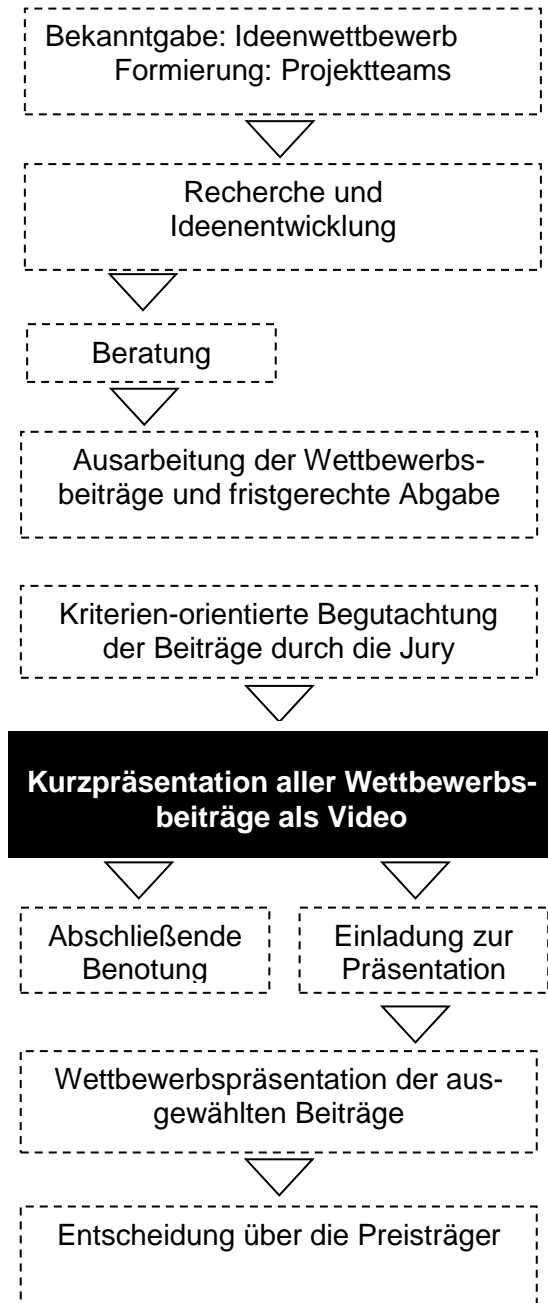 Bekanntgabe: Ideenwettbewerb
Formierung: Projektteams
Recherche und
Ideenentwicklung
Beratung
Ausarbeitung der Wettbewerbs-
beiträge und fristgerechte Abgabe
Kriterien-orientierte Begutachtung
der Beiträge durch die Jury
Kurzpräsentation aller Wettbewerbs-
beiträge als Video
Abschließende
Benotung
Einladung zur
Präsentation
Wettbewerbspräsentation der aus-
gewählten Beiträge
Entscheidung über die Preisträger